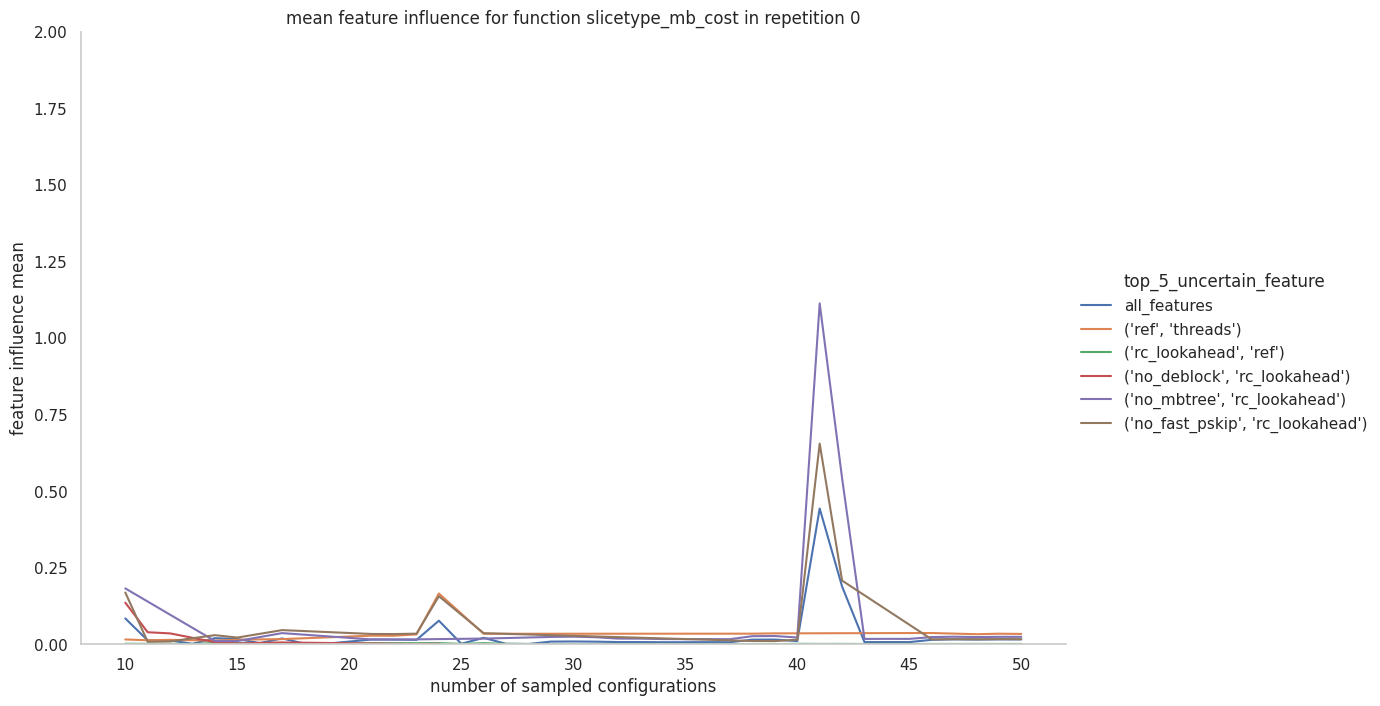 mean feature influence for function slicetype_mb_cost in repetition 0
2.00
1.75
1.50
1.25
1.00
0.75
0.50
0.25
0.00
feature influence mean
10 15 20 25 30 35 40 45 50
number of sampled configurations
top_5_uncertain_feature
all_features
('ref', 'threads')
('rc_lookahead', 'ref')
('no_deblock', 'rc_lookahead')
('no_mbtree', 'rc_lookahead')
('no_fast_pskip', 'rc_lookahead')